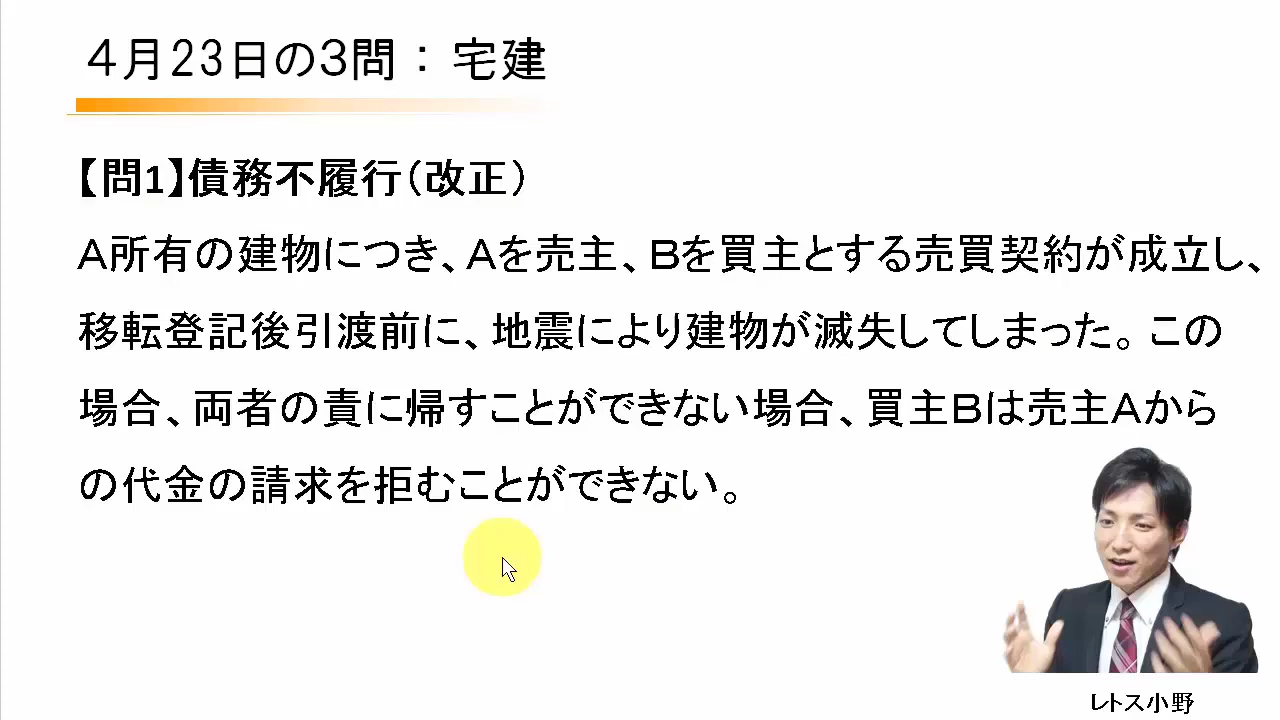 ４月23日の３問：宅建
【問1】債務不履行（改正）
Ａ所有の建物につき、Ａを売主、Ｂを買主とする売買契約が成立し、
移転登記後引渡前に、地震により建物が滅失してしまった。この
場合、両者の責に帰すことができない場合、買主Ｂは売主Ａから
の代金の請求を拒むことができない。
レトス小野